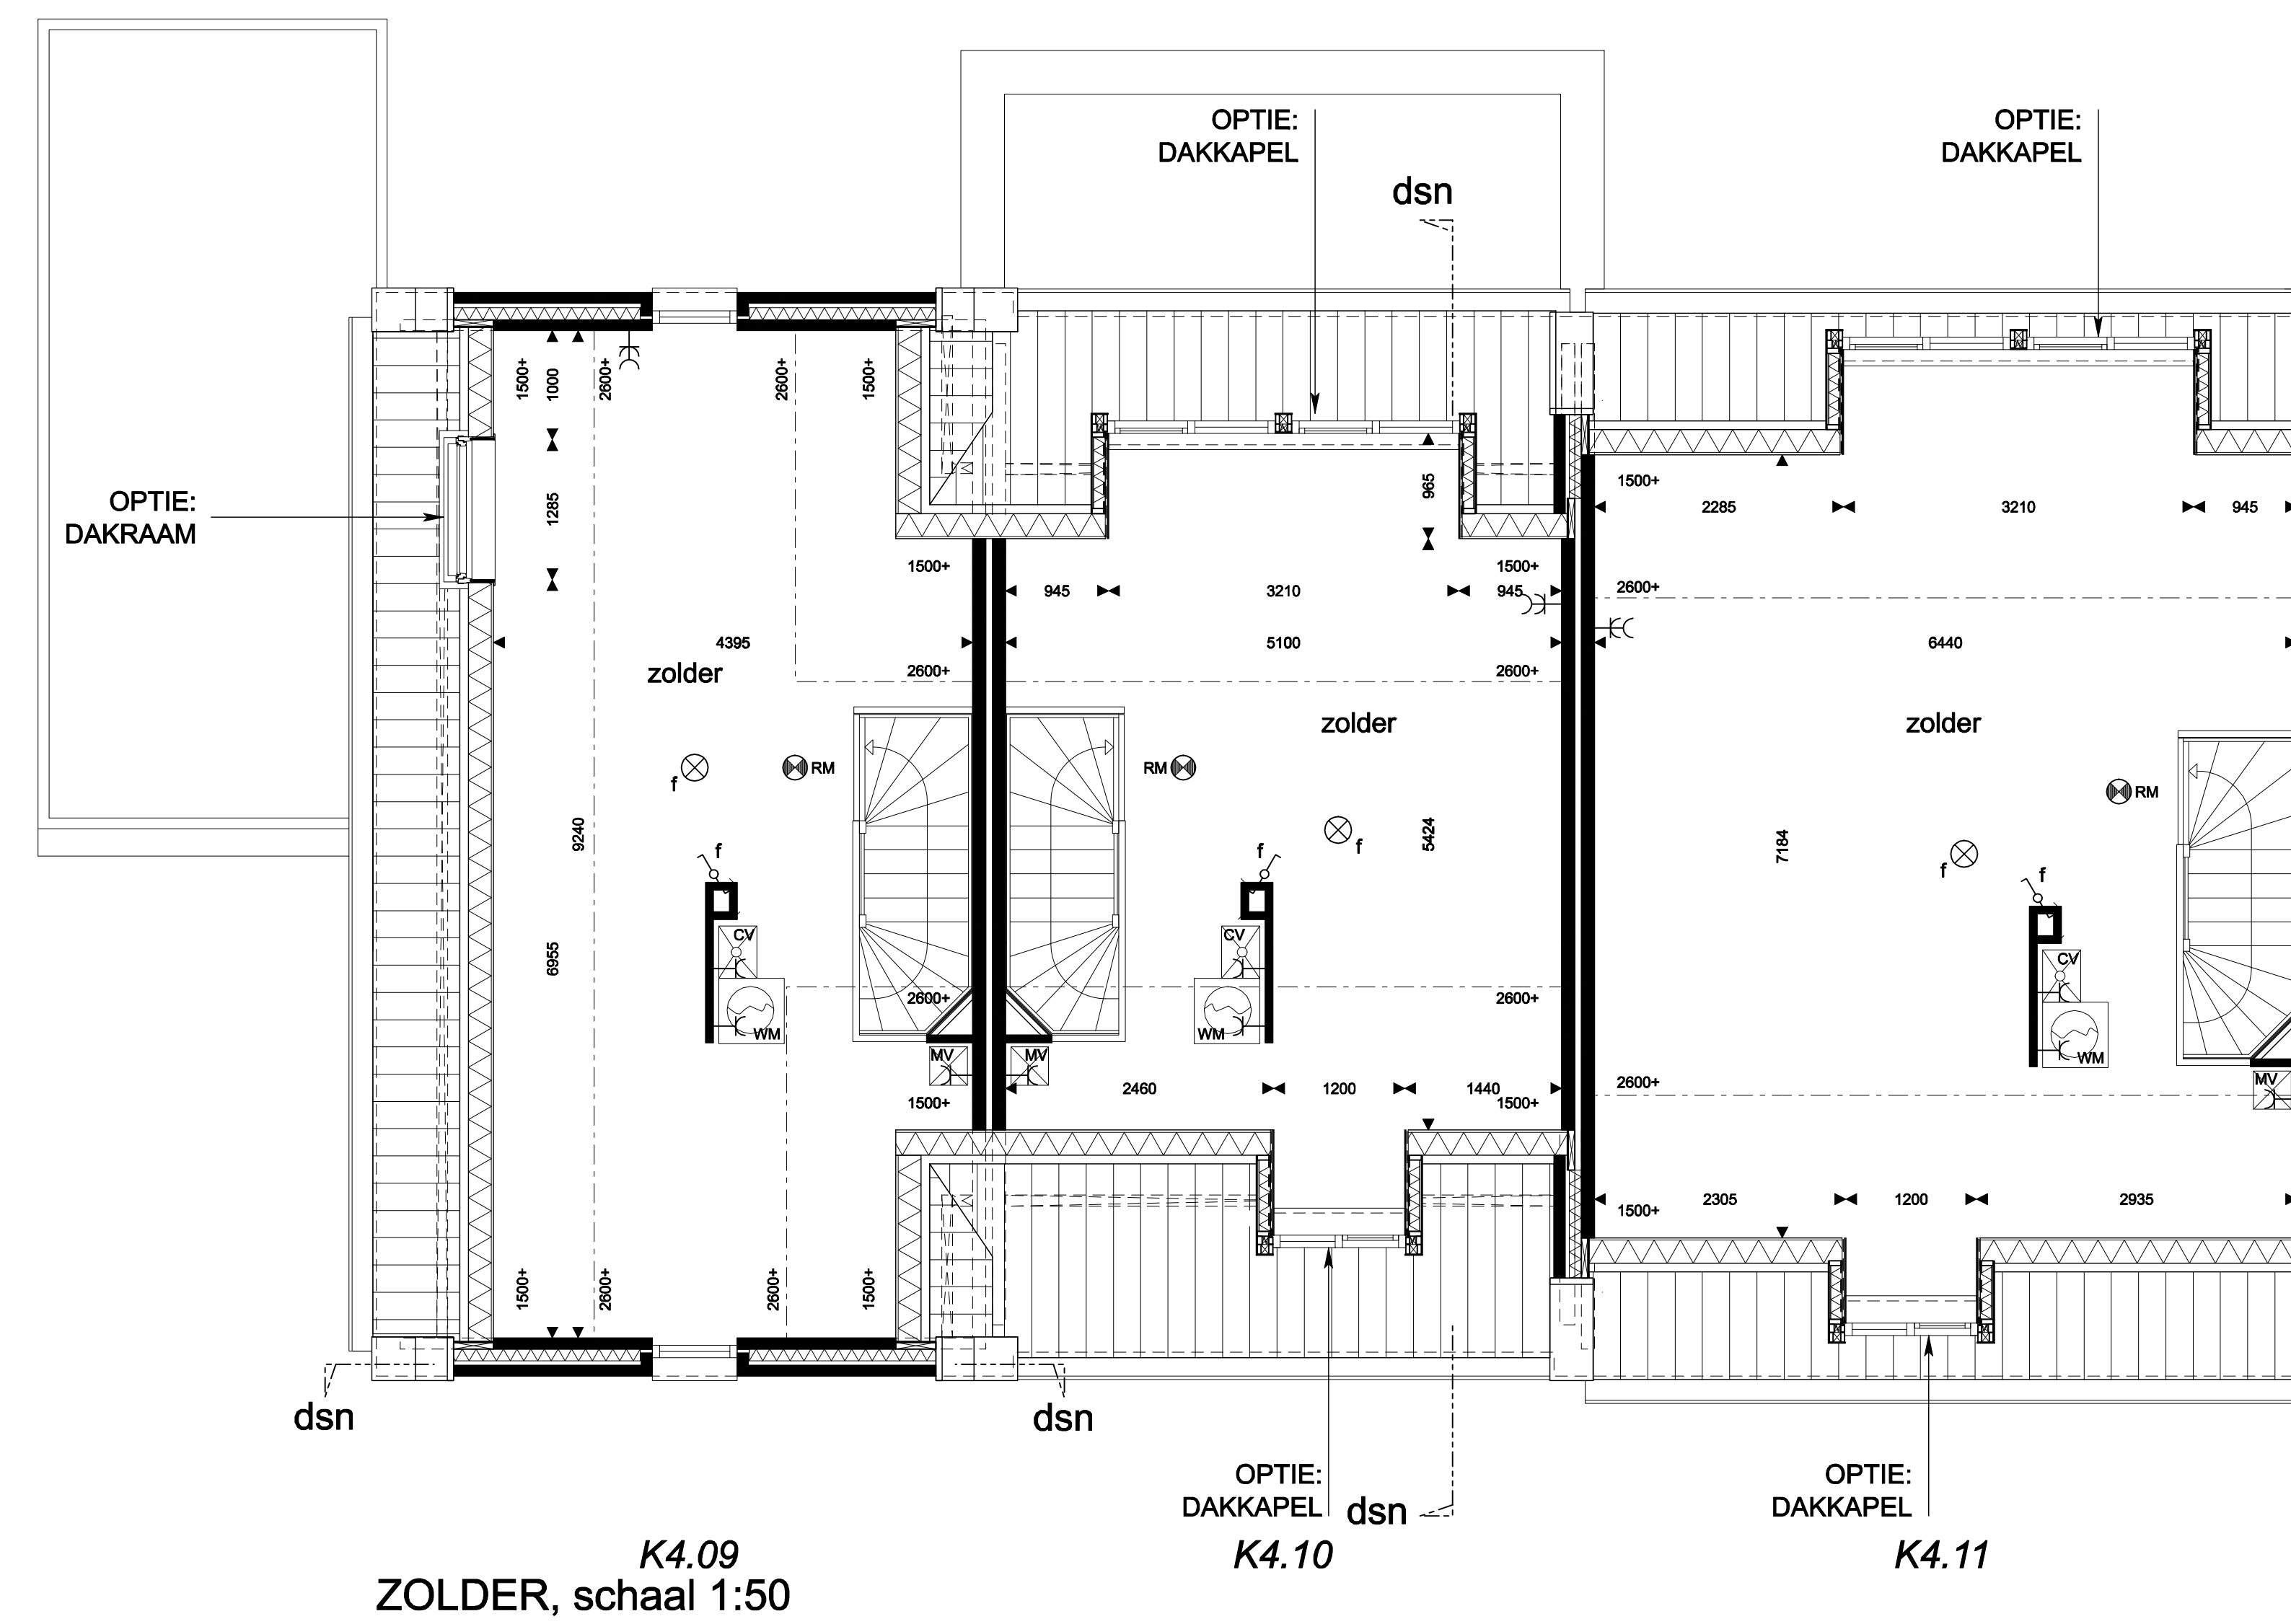 OPTIE:
DAKKAPEL
OPTIE:
DAKKAPEL
dsn
1500+
1000
2600+
2600+
1500+
OPTIE:
DAKRAAM
1285
965
1500+
2285
3210
945
1500+
1500+
945
3210
945
2600+
4395
5100
6440
zolder
2600+
2600+
zolder
zolder
f
RM
RM
f
RM
9240
f
f
5424
7184
f
f
CV
CV
CV
6955
2600+
2600+
WM
WM
WM
MV
MV
MV
2460
1200
1440
2600+
1500+
1500+
2305
1200
2935
1500+
1500+
2600+
2600+
1500+
dsn
dsn
OPTIE:
DAKKAPEL
dsn
OPTIE:
DAKKAPEL
K4.09
K4.10
K4.11
ZOLDER, schaal 1:50